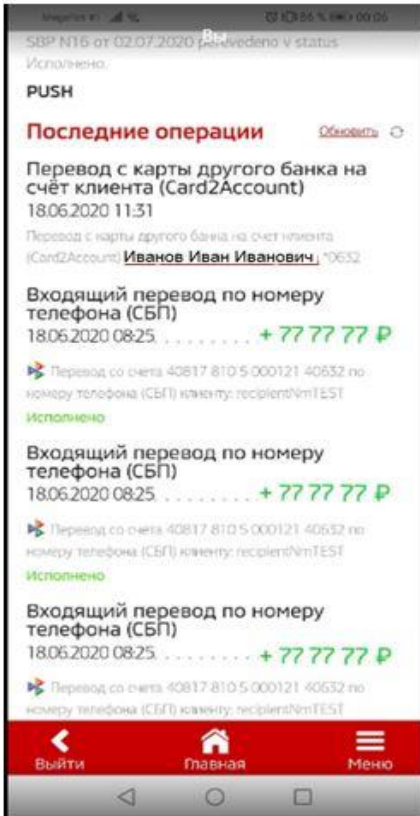 MegaFon
86 % 00:06
Вы
SBP N16 от 02.07.2020 perevedeno v status
Исполнено.
PUSH
Последние операции Обновить
Перевод с карты другого банка на
счёт клиента (Card2Account)
18.06.2020 11:31
Перевод с карты другого банка на счет клиента
(Card2Account) Иванов Иван Иванович, *0632
Входящий перевод по номеру
телефона (СБП)
18.06.2020 08:25. . . . . . . . . + 77 77 77 ₽
Перевод со счета 40817 810 5 000121 40632 по
номеру телефона (СБП) клиенту: recipientNmTEST
Исполнено
Входящий перевод по номеру
телефона (СБП)
18.06.2020 08:25. . . . . . . . . + 77 77 77 ₽
Перевод со счета 40817 810 5 000121 40632 по
номеру телефона (СБП) клиенту: recipientNmTEST
Исполнено
Входящий перевод по номеру
телефона (СБП)
18.06.2020 08:25. . . . . . . . . + 77 77 77 ₽
Перевод со счета 40817 810 5 000121 40632 по
номеру телефона (СБП) клиенту: recipientNmTEST
Выйти Главная Меню